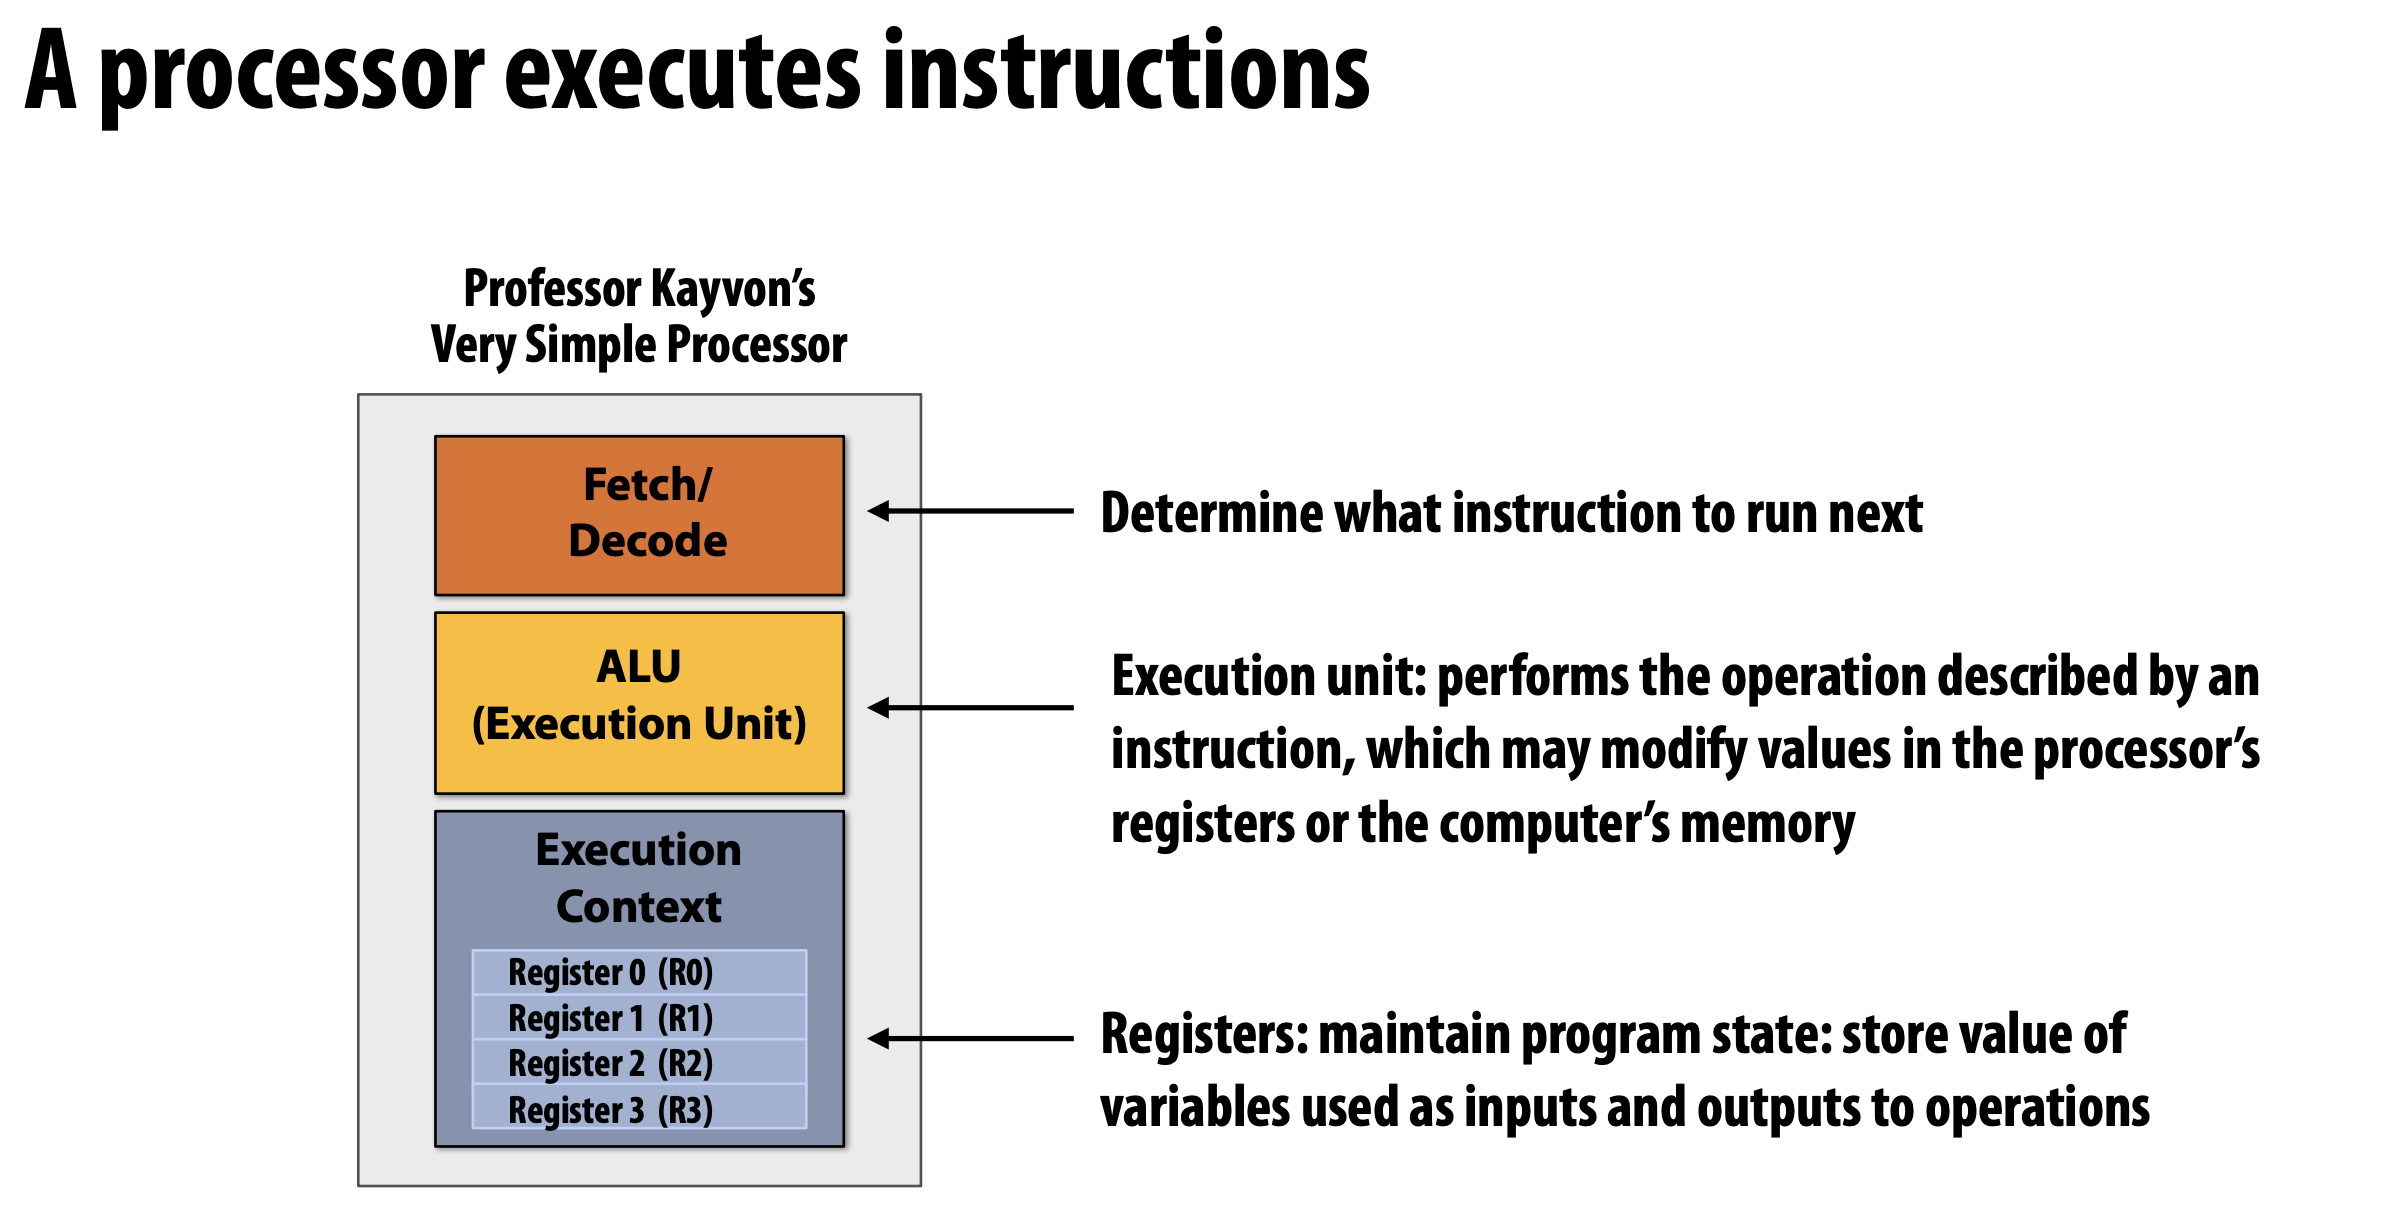 A processor executes instructions
Professor Kayvon’s
Very Simple Processor
Fetch/
Decode
Determine what instruction to run next
ALU
(Execution Unit)
Execution unit: performs the operation described by an
instruction, which may modify values in the processor’s
registers or the computer’s memory
Execution
Context
Register 0 (R0)
Register 1 (R1)
Register 2 (R2)
Register 3 (R3)
Registers: maintain program state: store value of
variables used as inputs and outputs to operations